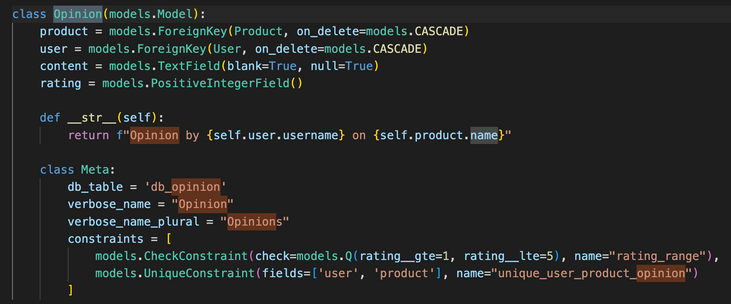 class Opinion(models.Model):
    product = models.ForeignKey(Product, on_delete=models.CASCADE)
    user = models.ForeignKey(User, on_delete=models.CASCADE)
    content = models.TextField(blank=True, null=True)
    rating = models.PositiveIntegerField()

    def __str__(self):
        return f"Opinion by {self.user.username} on {self.product.name}"

    class Meta:
        db_table = 'db_opinion'
        verbose_name = "Opinion"
        verbose_name_plural = "Opinions"
        constraints = [
            models.CheckConstraint(check=models.Q(rating__gte=1, rating__lte=5), name="rating_range"),
            models.UniqueConstraint(fields=['user', 'product'], name="unique_user_product_opinion")
        ]